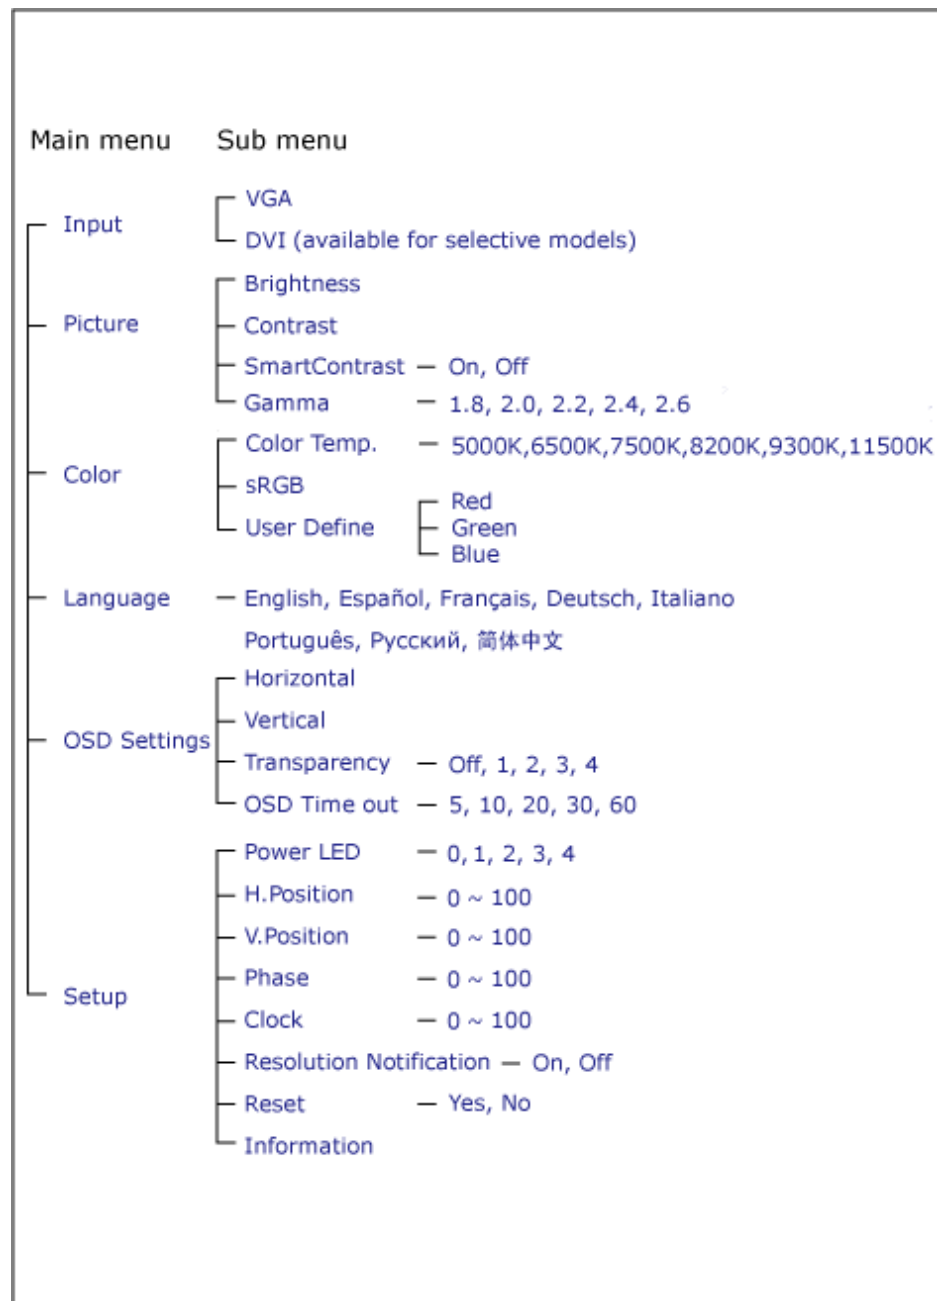 Main menu Sub menu
VGA
Input
DVI (available for selective models)
Brightness
Picture Contrast
SmartContrast On, Off
Gamma 1.8, 2.0, 2.2, 2.4, 2.6
Color Temp. 5000K,6500K,7500K,8200K,9300K,11500K
Color
sRGB
Red
User Define Green
Blue
Language English, Español, Français, Deutsch, Italiano
Português, Русский, 简体中文
Horizontal
Vertical
OSD Settings
Transparency Off, 1, 2, 3, 4
OSD Time out 5, 10, 20, 30, 60
Power LED 0, 1, 2, 3, 4
H.Position 0 ~ 100
V.Position 0 ~ 100
Phase 0 ~ 100
Setup
Clock 0 ~ 100
Resolution Notification On, Off
Reset Yes, No
Information